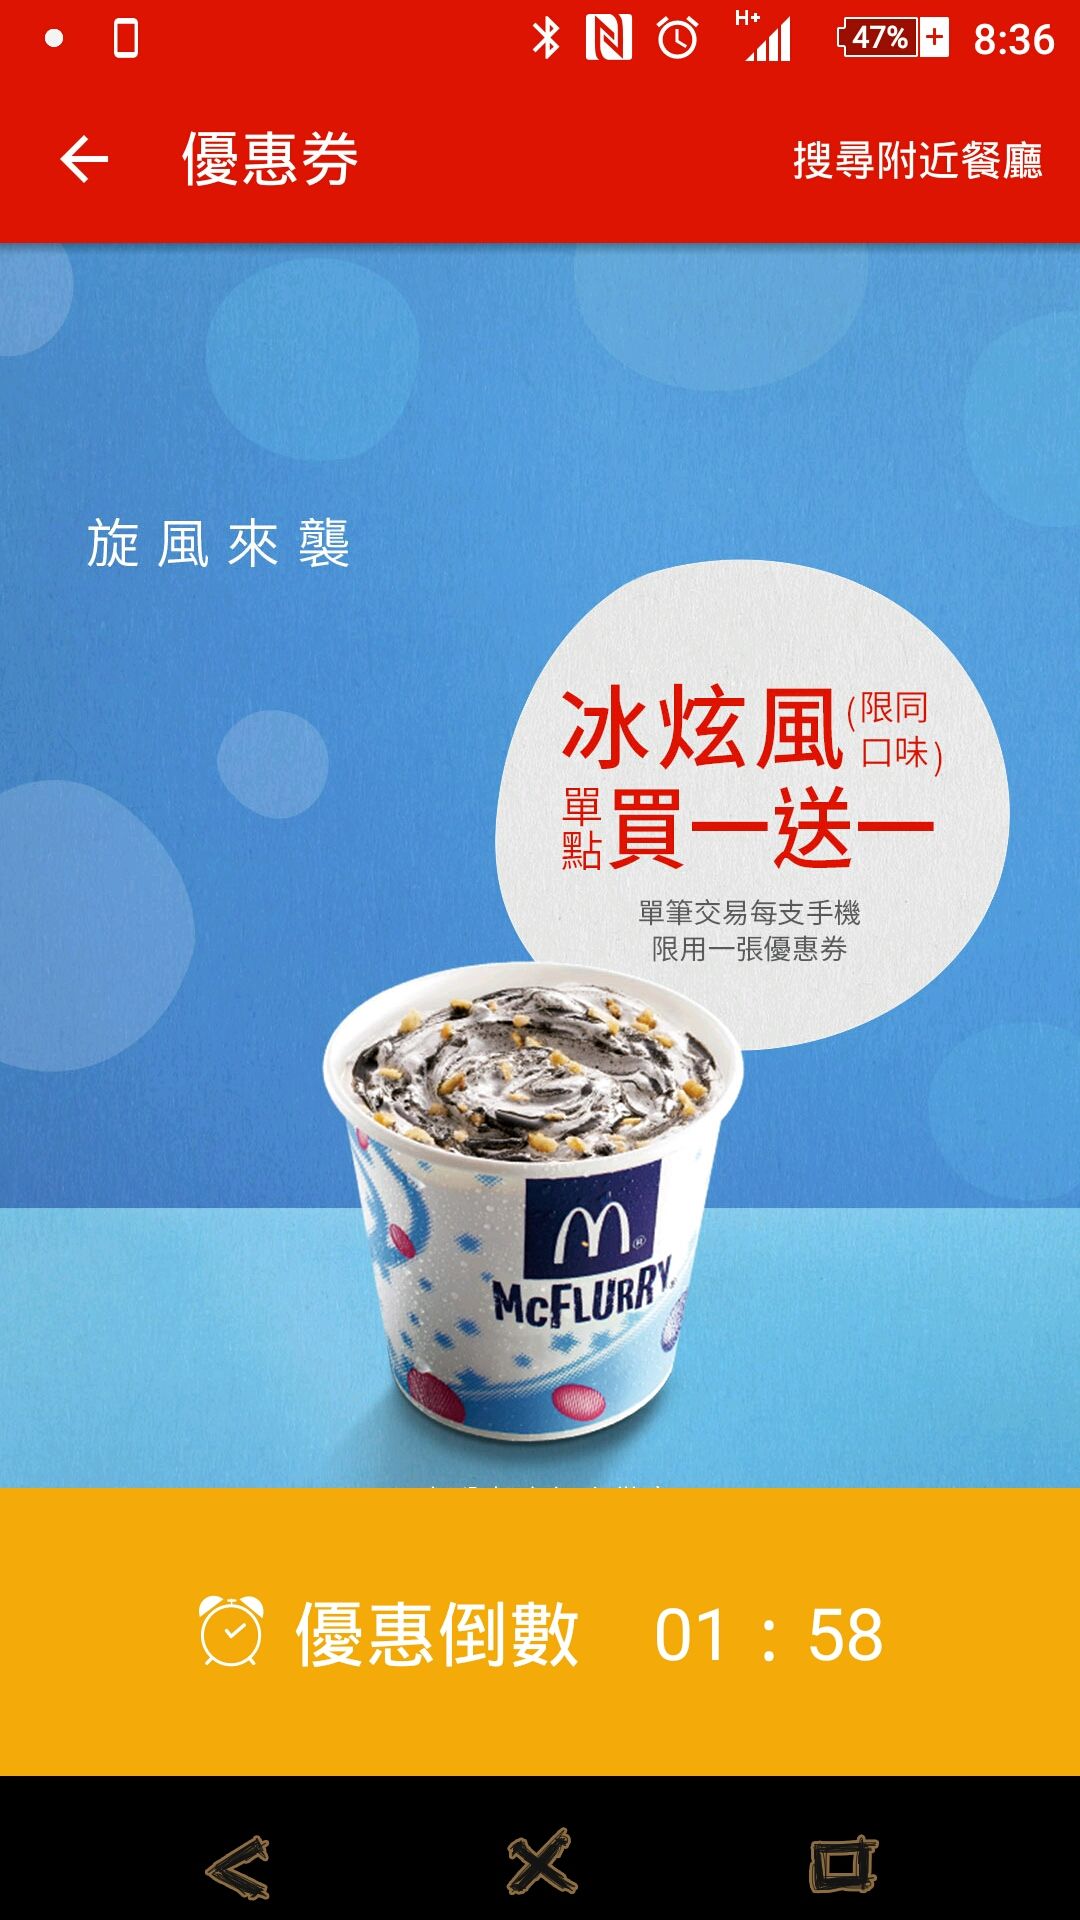 H+
47%
8:36
優惠券
搜尋附近餐廳
旋風來襲
冰炫風(限同口味)
單點買一送一
單筆交易每支手機
限用一張優惠券
McFLURRY
優惠倒數 01 : 58